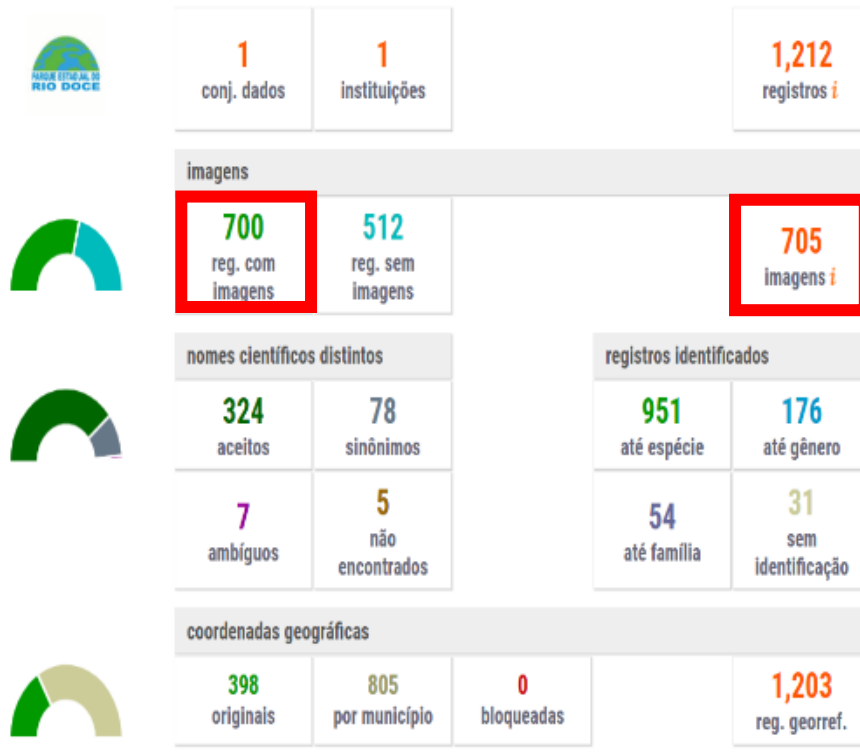 PARQUE ESTADUAL DO
RIO DOCE
1
conj. dados
1
instituições
1,212
registros i
imagens
700
reg. com
imagens
512
reg. sem
imagens
705
imagens i
nomes científicos distintos
registros identificados
324
aceitos
78
sinônimos
951
até espécie
176
até gênero
7
ambíguos
5
não
encontrados
54
até família
31
sem
identificação
coordenadas geográficas
398
originais
805
por município
0
bloqueadas
1,203
reg. georref.